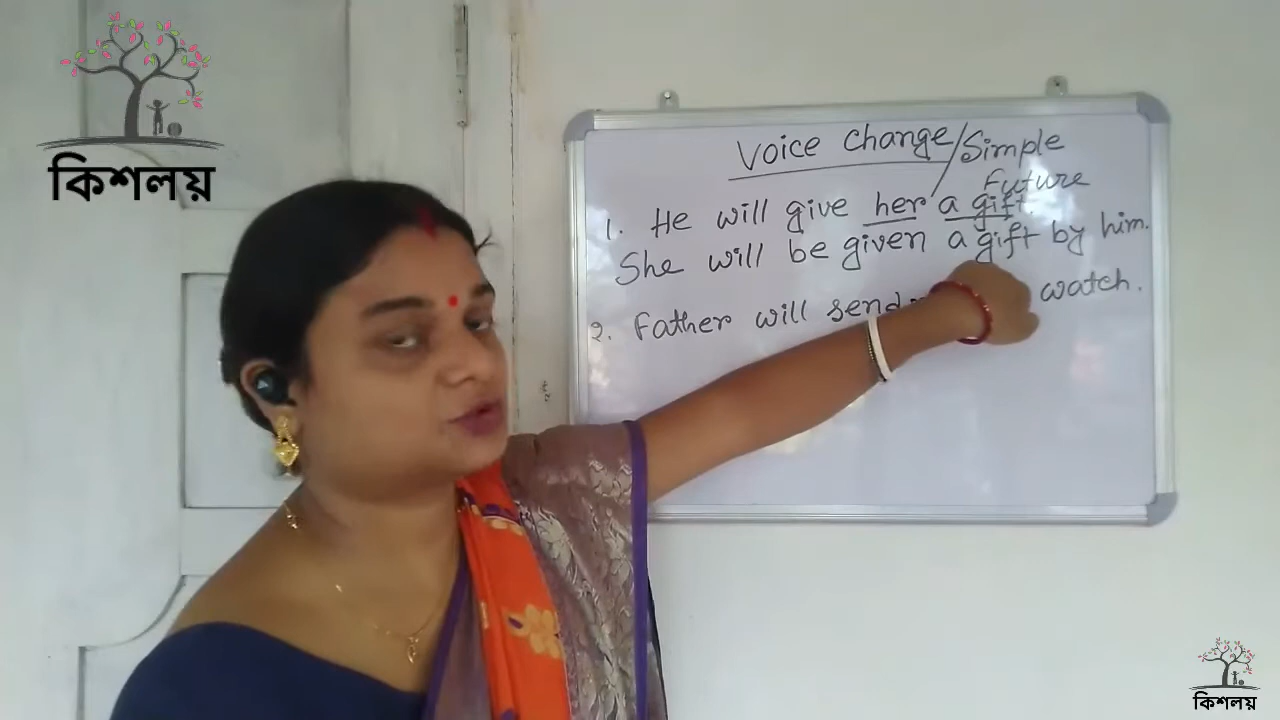 কিশলয়
Voice Change/Simple
Future
1. He will give her a gift.
She will be given a gift by him.
2. Father will send watch.
কিশলয়